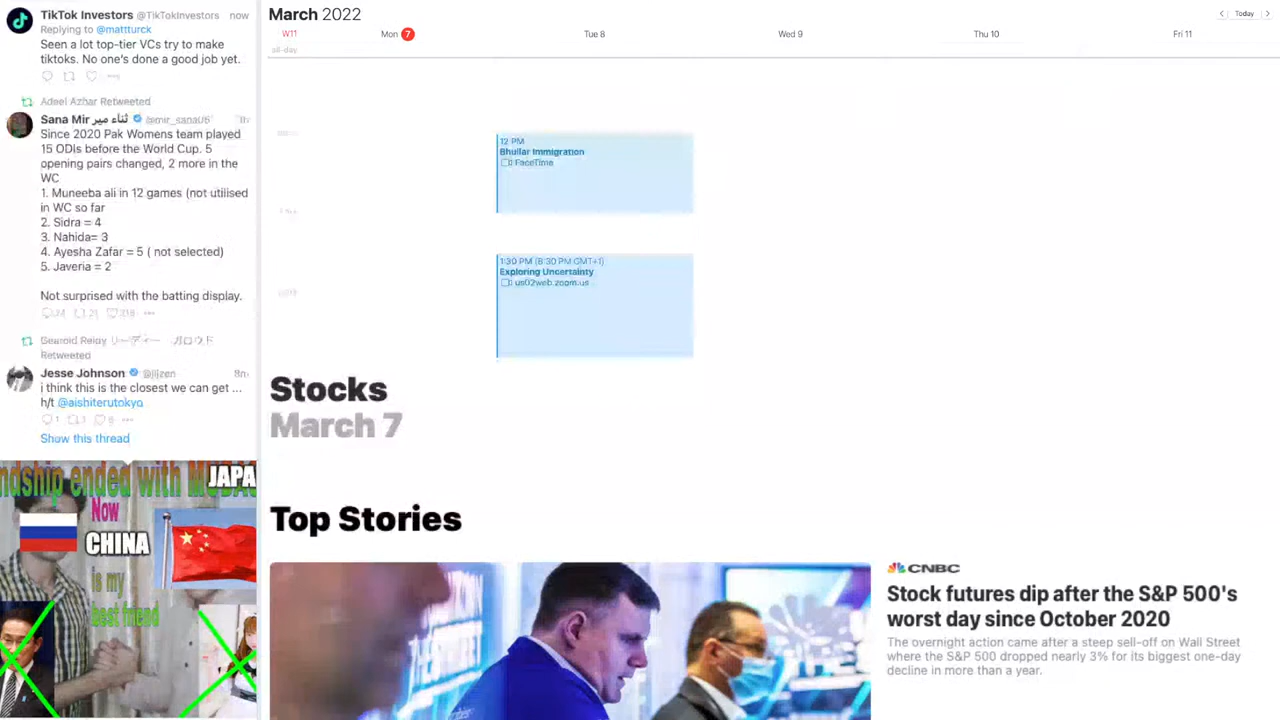 TikTok Investors @TikTokInvestors now
Replying to @mattturck
Seen a lot top-tier VCs try to make
tiktoks. No one's done a good job yet.
Adeel Azhar Retweeted
Sana Mir ثناء میر
Since 2020 Pak Womens team played
15 ODIs before the World Cup. 5
opening pairs changed, 2 more in the
WC
1. Muneeba ali in 12 games (not utilised
in WC so far
2. Sidra = 4
3. Nahida= 3
4. Ayesha Zafar = 5 ( not selected)
5. Javeria = 2
Not surprised with the batting display.
Retweeted
Jesse Johnson @jljzen 8m
i think this is the closest we can get ...
h/t @aishiterutokyo
Show this thread
ndship ended with
JAPA
Now
CHINA
is my
best friend
March 2022
Today
W11
Mon 7
Tue 8
Wed 9
Thu 10
Fri 11
all-day
12 PM
Bhullar Immigration
FaceTime
1:30 PM (8:30 PM GMT+1)
Exploring Uncertainty
us02web.zoom.us
Stocks
March 7
Top Stories
CNBC
Stock futures dip after the S&P 500's
worst day since October 2020
The overnight action came after a steep sell-off on Wall Street
where the S&P 500 dropped nearly 3% for its biggest one-day
decline in more than a year.